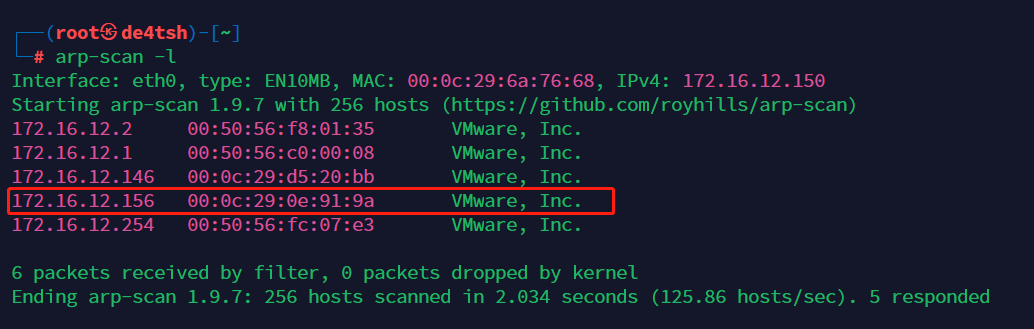 ┌──(root㉿de4tsh)-[~]
└─# arp-scan -l
Interface: eth0, type: EN10MB, MAC: 00:0c:29:6a:76:68, IPv4: 172.16.12.150
Starting arp-scan 1.9.7 with 256 hosts (https://github.com/royhills/arp-scan)
172.16.12.2 00:50:56:f8:01:35 VMware, Inc.
172.16.12.1 00:50:56:c0:00:08 VMware, Inc.
172.16.12.146 00:0c:29:d5:20:bb VMware, Inc.
172.16.12.156 00:0c:29:0e:91:9a VMware, Inc.
172.16.12.254 00:50:56:fc:07:e3 VMware, Inc.
6 packets received by filter, 0 packets dropped by kernel
Ending arp-scan 1.9.7: 256 hosts scanned in 2.034 seconds (125.86 hosts/sec). 5 responded